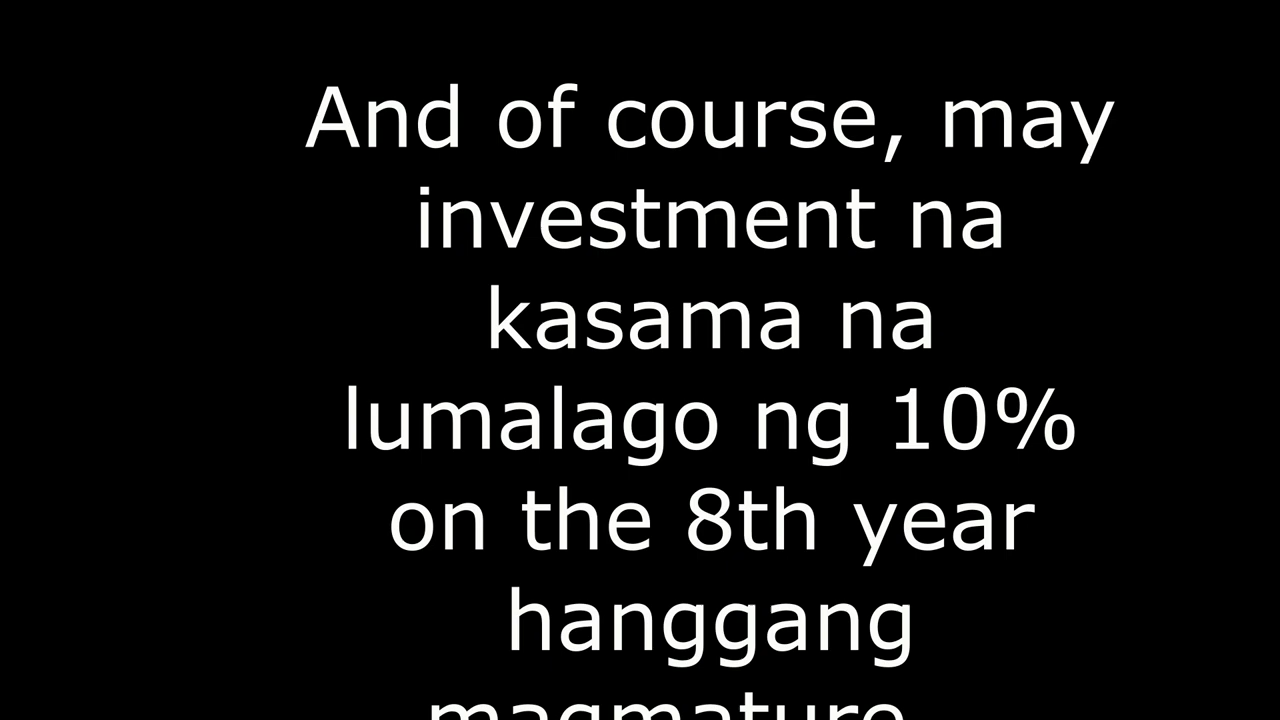 And of course, may
investment na
kasama na
lumalago ng 10%
on the 8th year
hanggang
magmature